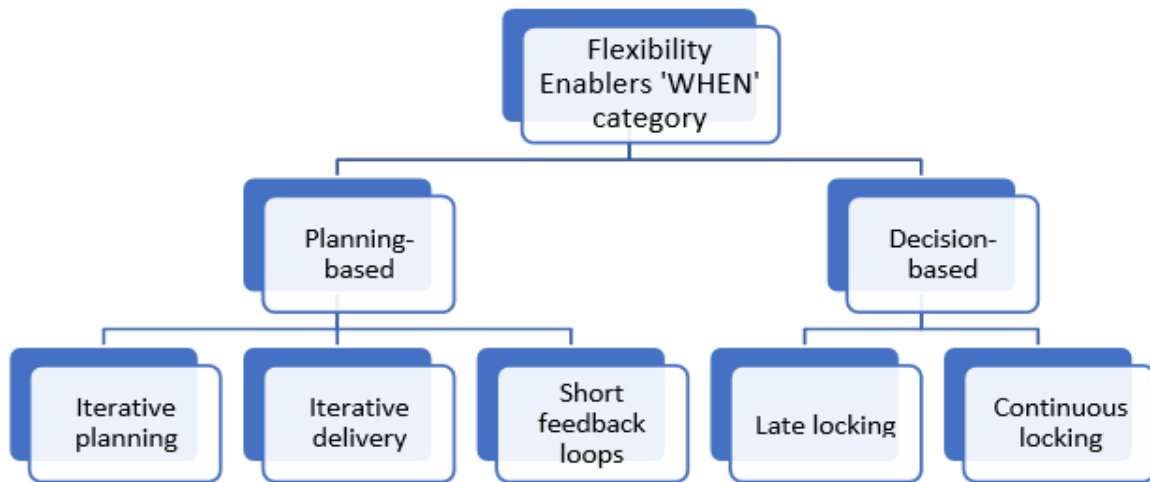 Flexibility
Enablers 'WHEN'
category
Planning-
based
Decision-
based
Iterative
planning
Iterative
delivery
Short
feedback
loops
Late locking
Continuous
locking